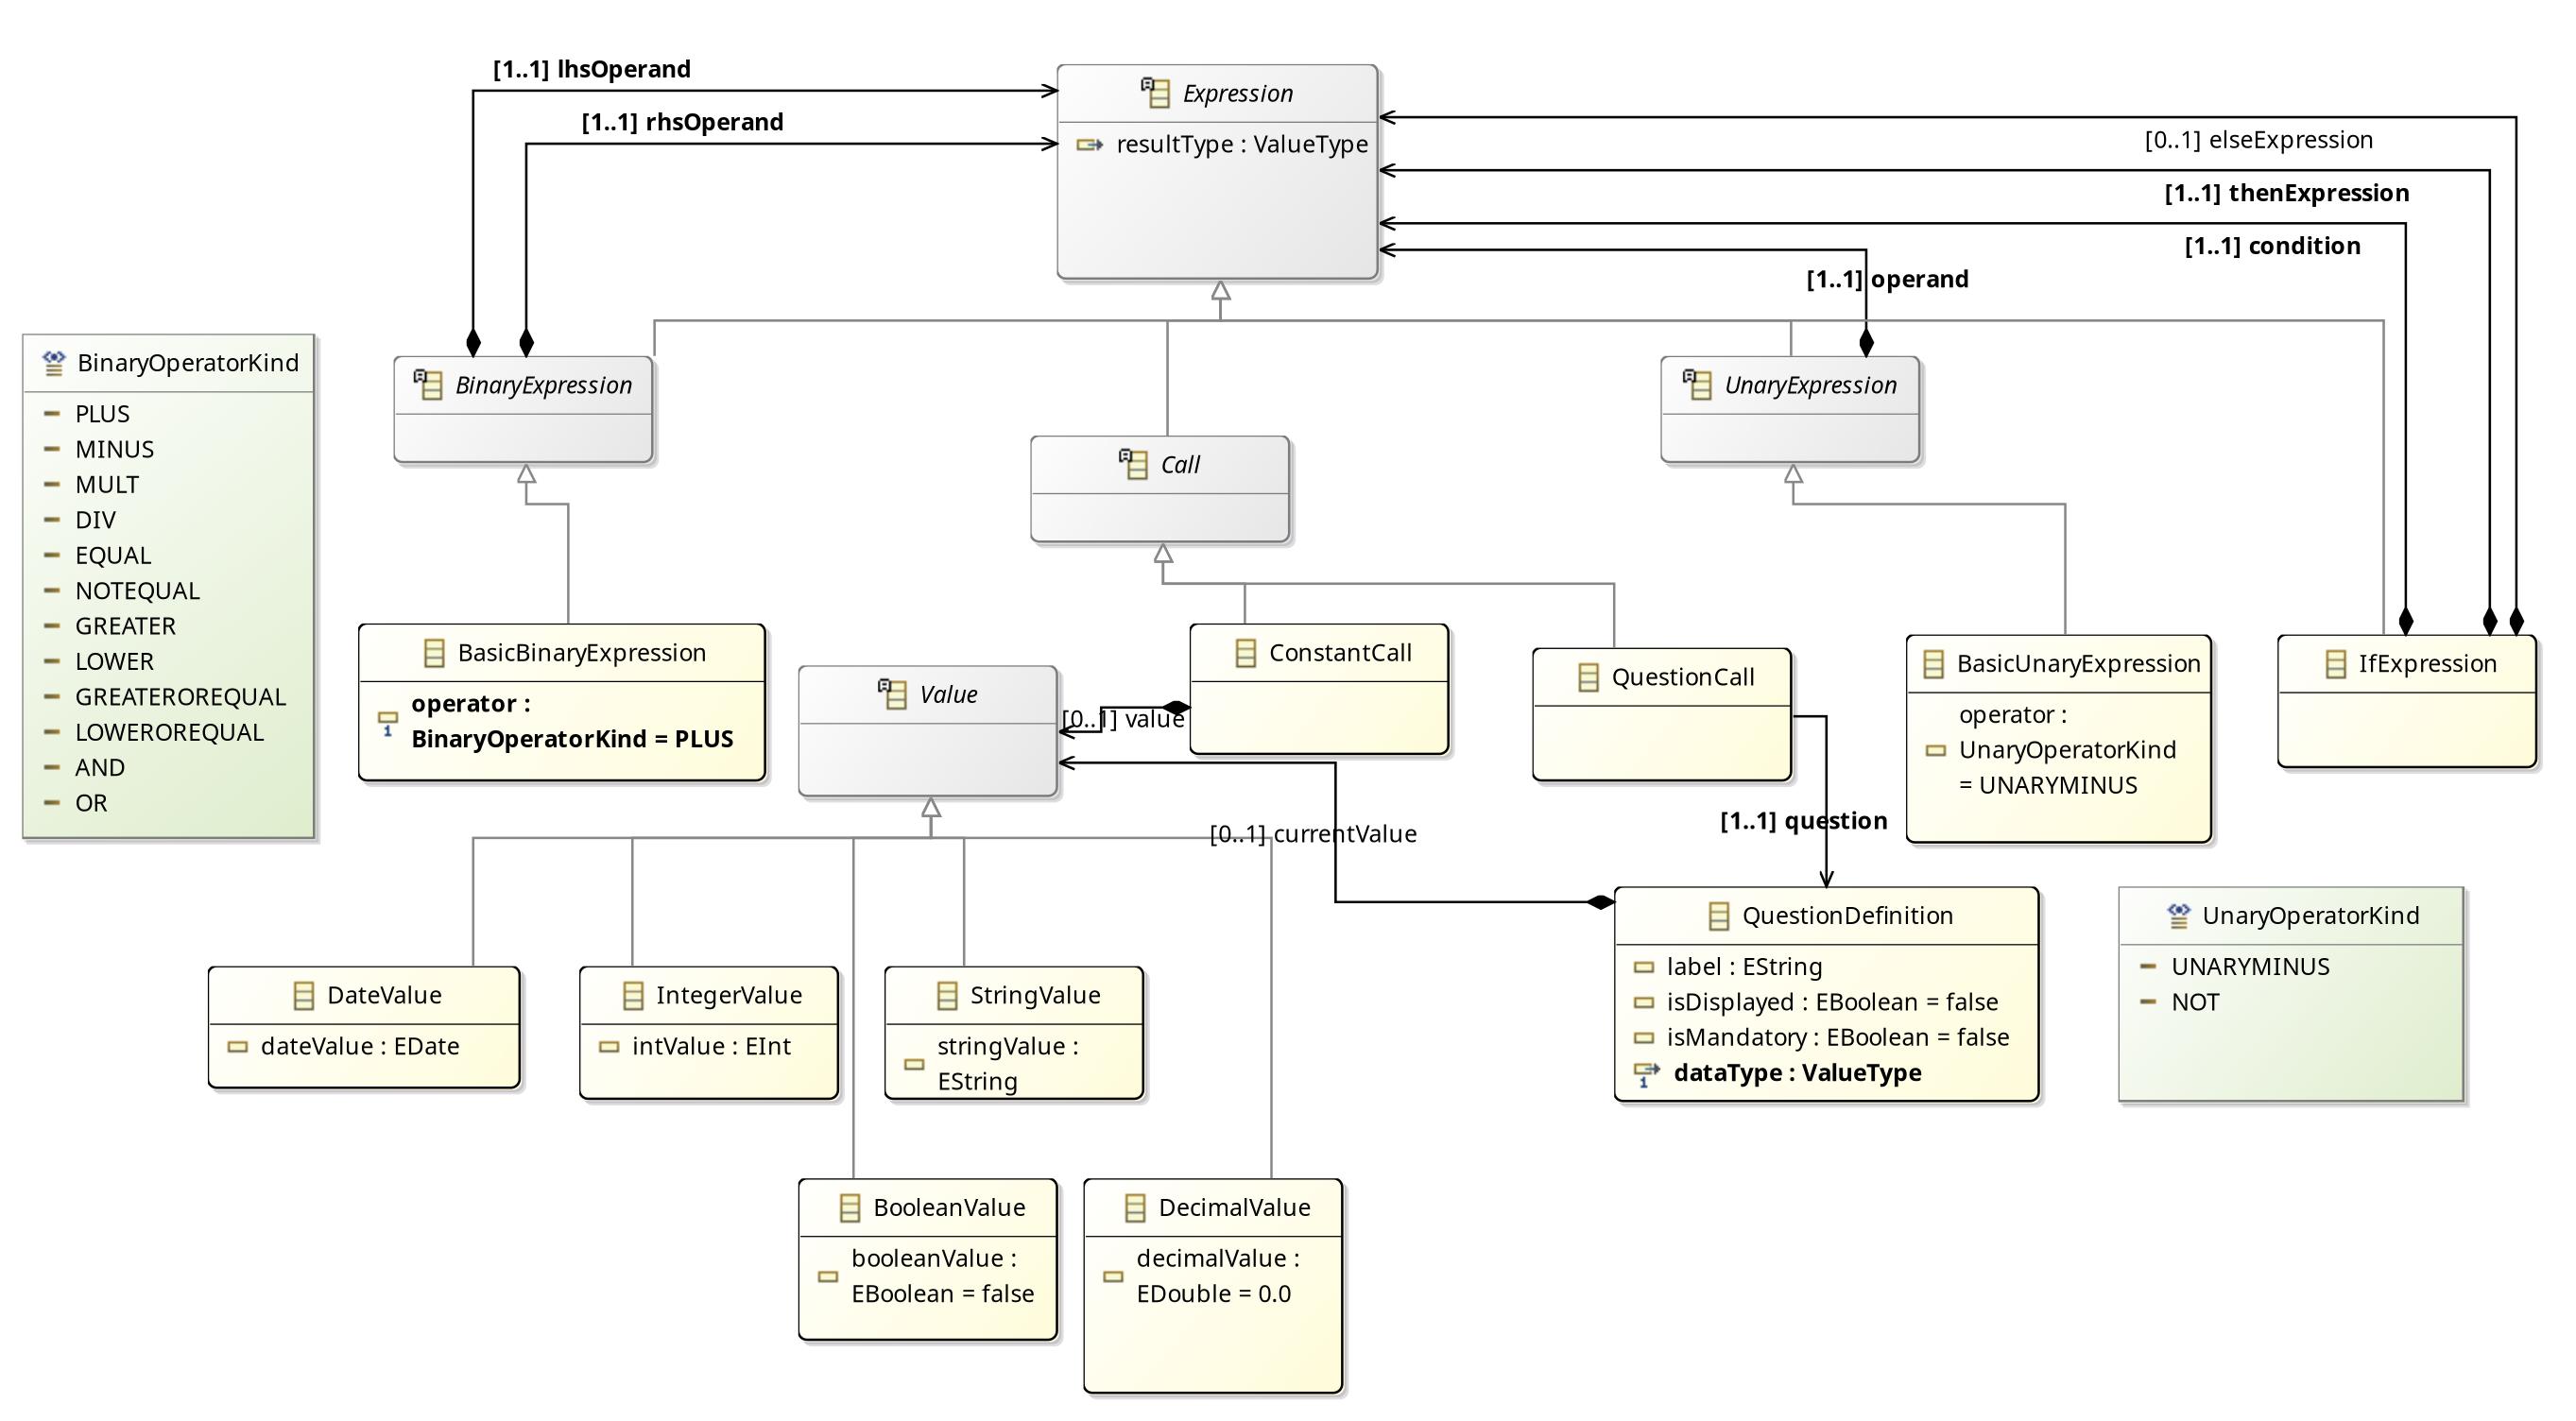 [1..1] lhsOperand
[1..1] rhsOperand
Expression
resultType : ValueType
[0..1] elseExpression
[1..1] thenExpression
[1..1] condition
[1..1] operand
BinaryOperatorKind
PLUS
MINUS
MULT
DIV
EQUAL
NOTEQUAL
GREATER
LOWER
GREATEROREQUAL
LOWEROREQUAL
AND
OR
BinaryExpression
Call
UnaryExpression
BasicBinaryExpression
operator :
BinaryOperatorKind = PLUS
Value
[0..1] value
ConstantCall
QuestionCall
BasicUnaryExpression
operator :
UnaryOperatorKind
= UNARYMINUS
IfExpression
[0..1] currentValue
[1..1] question
DateValue
dateValue : EDate
IntegerValue
intValue : EInt
StringValue
stringValue :
EString
QuestionDefinition
label : EString
isDisplayed : EBoolean = false
isMandatory : EBoolean = false
dataType : ValueType
UnaryOperatorKind
UNARYMINUS
NOT
BooleanValue
booleanValue :
EBoolean = false
DecimalValue
decimalValue :
EDouble = 0.0